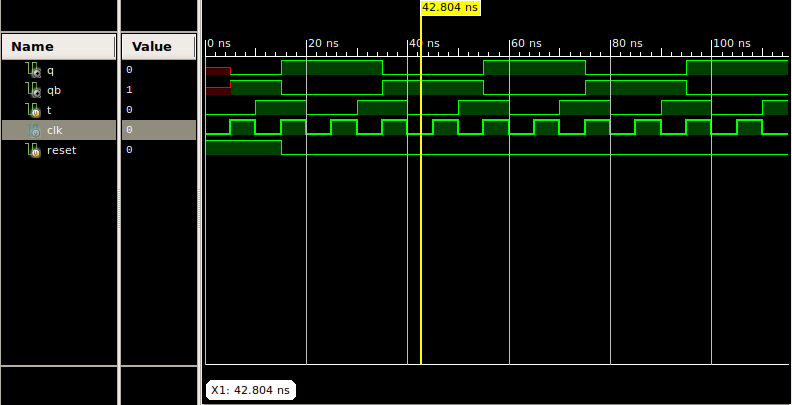 42.804 ns
Name Value 0 ns 20 ns 40 ns 60 ns 80 ns 100 ns
q 0
qb 1
t 0
clk 0
reset 0
X1: 42.804 ns